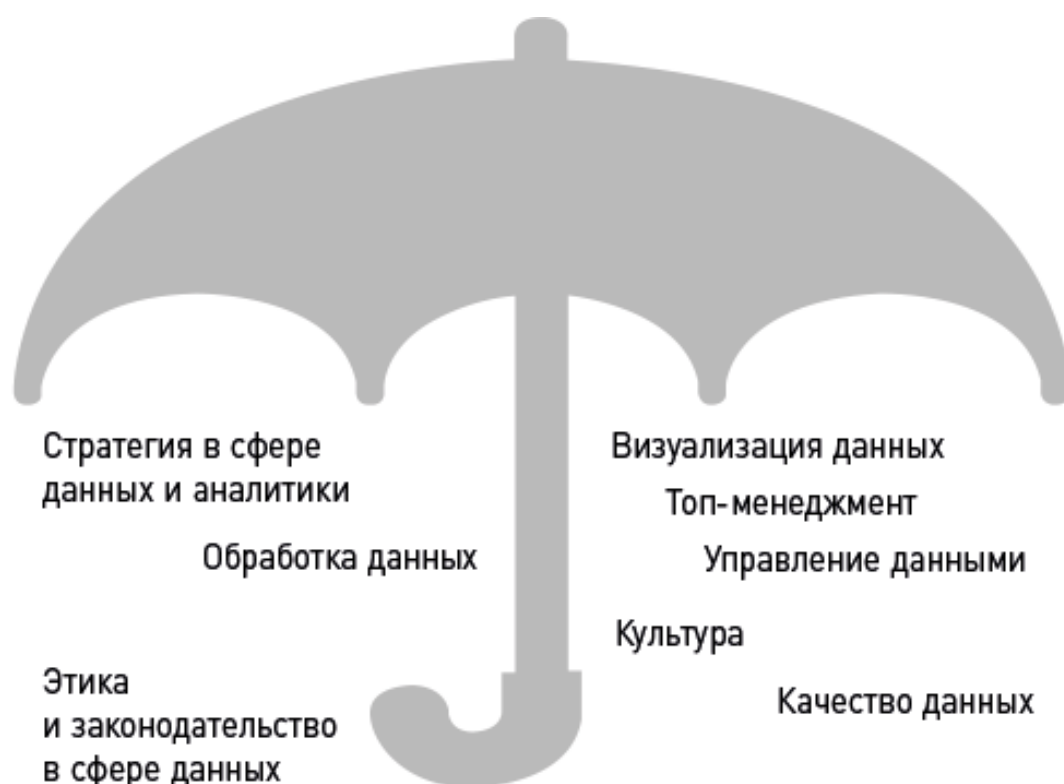 Стратегия в сфере
данных и аналитики
Обработка данных
Этика
и законодательство
в сфере данных
Визуализация данных
Топ-менеджмент
Управление данными
Культура
Качество данных